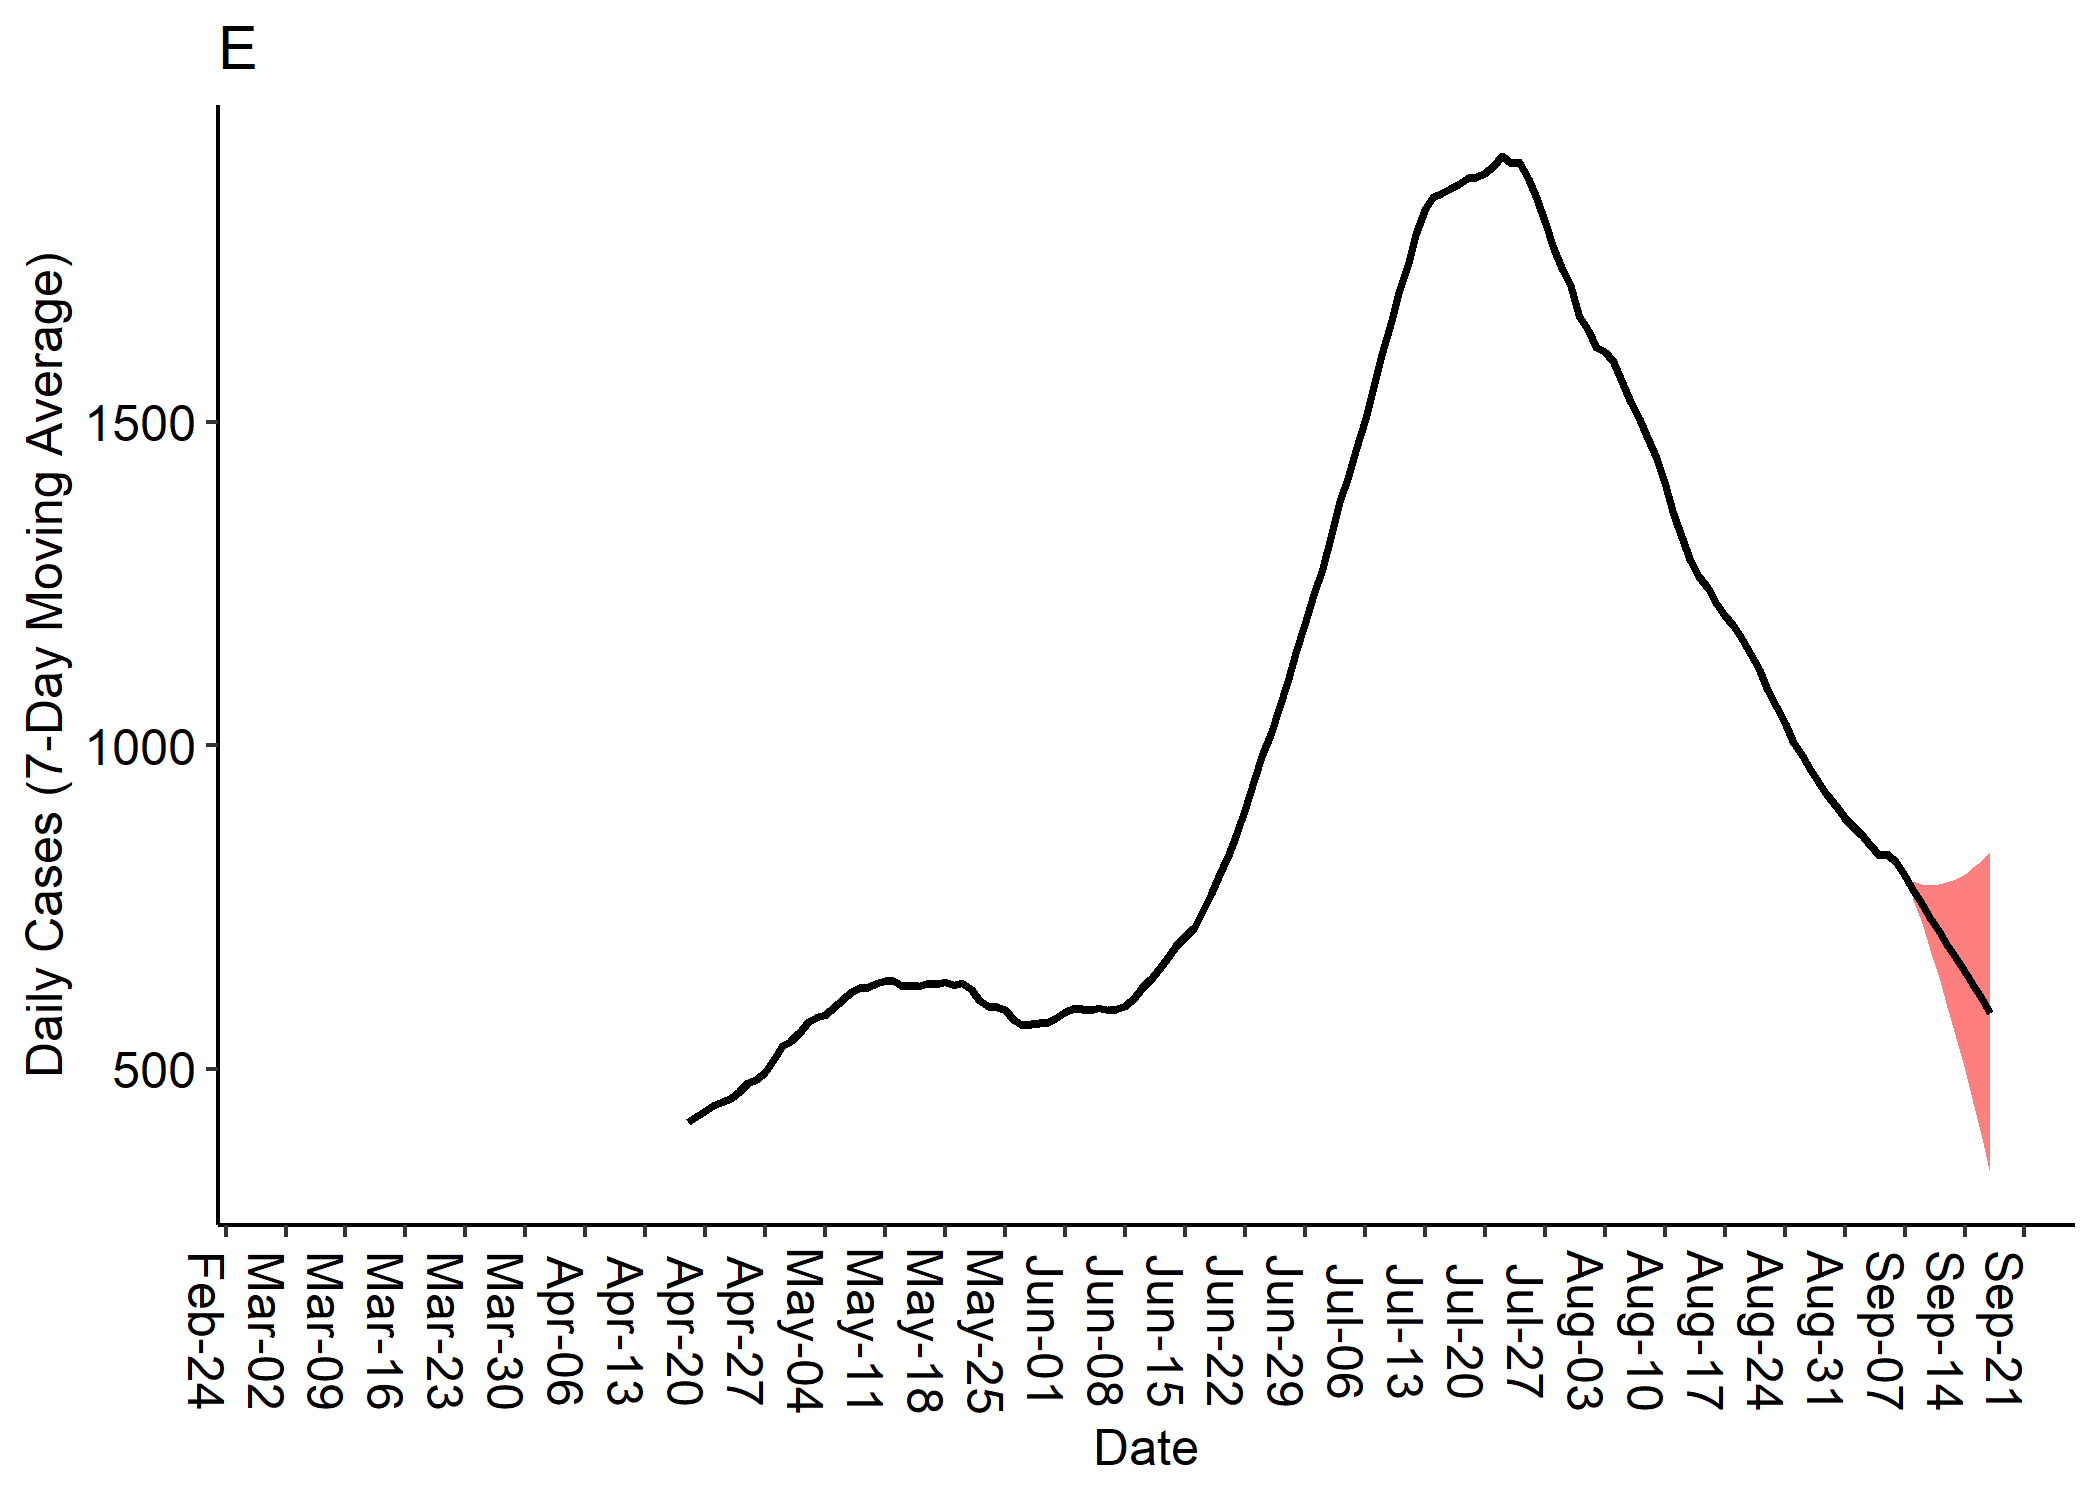 E
Daily Cases (7-Day Moving Average)
1500
1000
500
Feb-24
Mar-02
Mar-09
Mar-16
Mar-23
Mar-30
Apr-06
Apr-13
Apr-20
Apr-27
May-04
May-11
May-18
May-25
Jun-01
Jun-08
Jun-15
Jun-22
Jun-29
Jul-06
Jul-13
Jul-20
Jul-27
Aug-03
Aug-10
Aug-17
Aug-24
Aug-31
Sep-07
Sep-14
Sep-21
Date